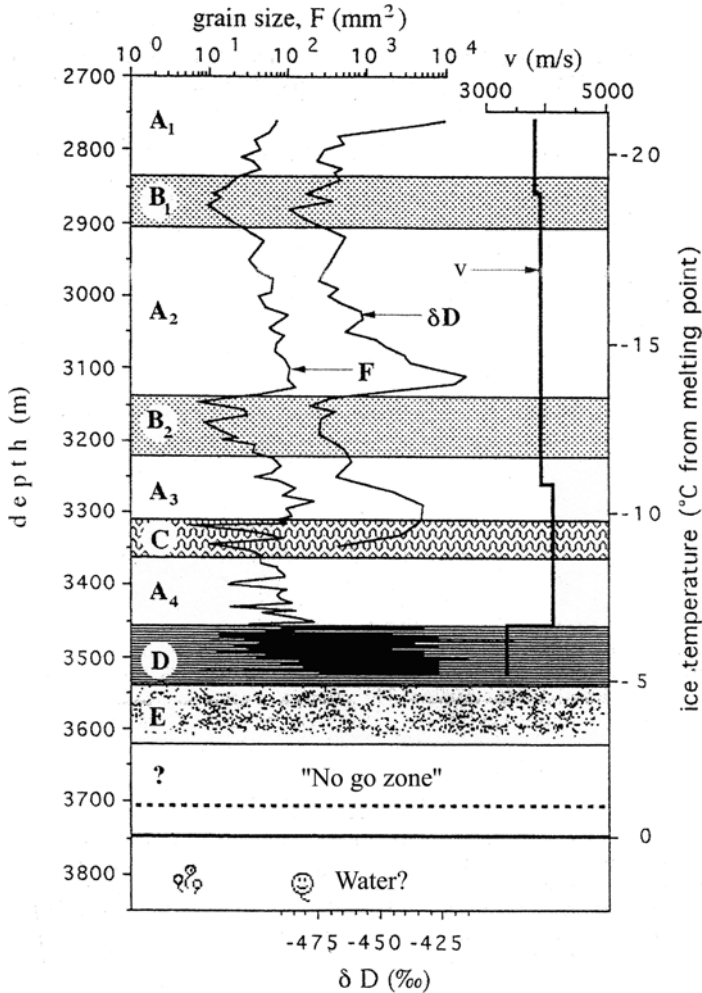 grain size, F (mm²)
10⁰ 10¹ 10² 10³ 10⁴ v (m/s)
3000 5000
2700
A₁
2800
-20
B₁
2900
v
3000
A₂
δD
-15
3100
F
B₂
3200
A₃
3300
-10
C
3400
A₄
D
3500
-5
E
3600
? "No go zone"
3700
0
3800
Water?
depth (m)
ice temperature (°C from melting point)
-475 -450 -425
δ D (‰)